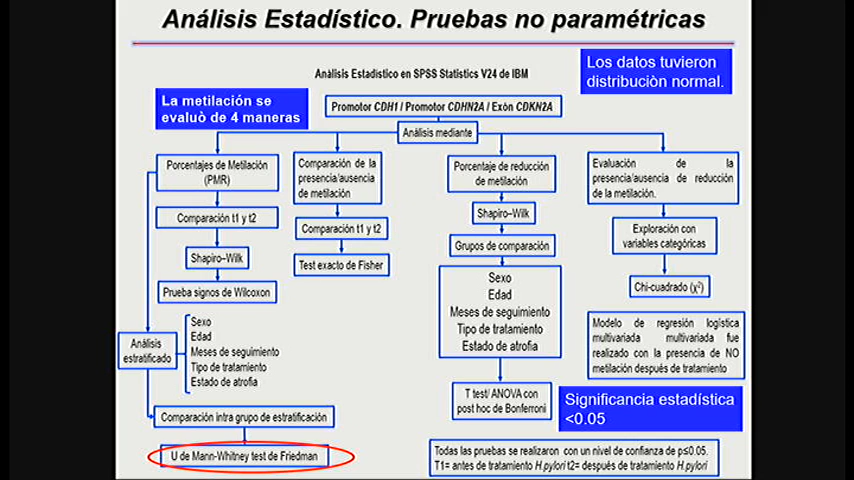 Análisis Estadístico. Pruebas no paramétricas
Los datos tuvieron
distribuciòn normal.
Análisis Estadístico en SPSS Statistics V24 de IBM
La metilación se
evaluò de 4 maneras
Promotor CDH1 / Promotor CDHN2A / Exón CDKN2A
Análisis mediante
Porcentajes de Metilación
(PMR)
Comparación t1 y t2
Shapiro–Wilk
Prueba signos de Wilcoxon
Comparación de la
presencia/ausencia
de metilación
Comparación t1 y t2
Test exacto de Fisher
Porcentaje de reducción
de metilación
Shapiro–Wilk
Grupos de comparación
Sexo
Edad
Meses de seguimiento
Tipo de tratamiento
Estado de atrofia
T test/ ANOVA con
post hoc de Bonferroni
Evaluación de la
presencia/ausencia de reducción
de la metilación.
Exploración con
variables categóricas
Chi-cuadrado (χ²)
Modelo de regresión logística
multivariada multivariada fue
realizado con la presencia de NO
metilación después de tratamiento
Análisis
estratificado
Sexo
Edad
Meses de seguimiento
Tipo de tratamiento
Estado de atrofia
Comparación intra grupo de estratificación
U de Mann-Whitney test de Friedman
Significancia estadística
<0.05
Todas las pruebas se realizaron con un nivel de confianza de p≤0.05.
T1= antes de tratamiento H.pylori t2= después de tratamiento H.pylori